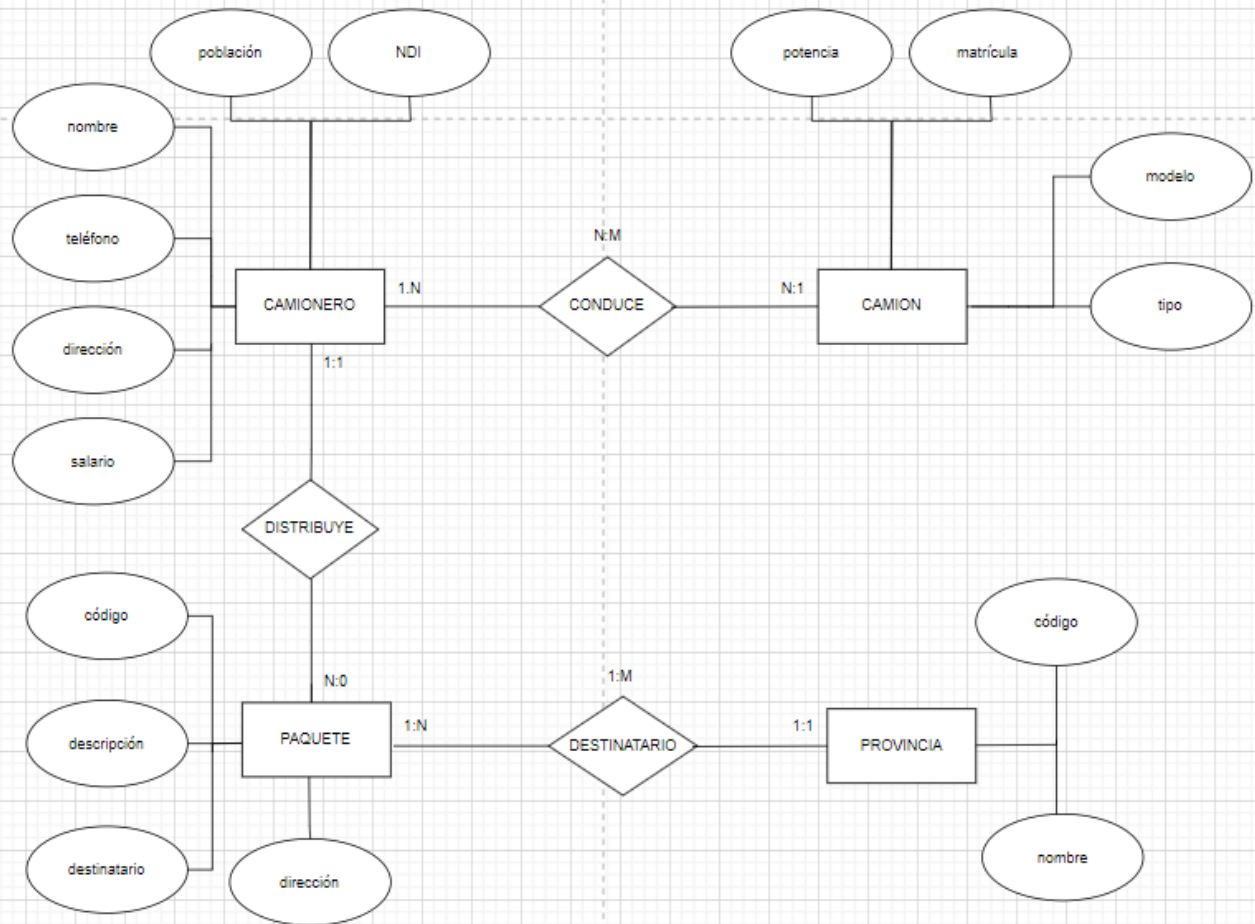 población
NDI
potencia
matrícula
nombre
modelo
teléfono
N:M
CAMIONERO
1.N
CONDUCE
N:1
CAMION
tipo
dirección
1:1
salario
DISTRIBUYE
código
código
N:0
1:M
descripción
PAQUETE
1:N
DESTINATARIO
1:1
PROVINCIA
destinatario
dirección
nombre